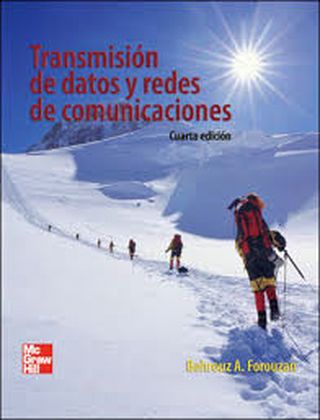 Transmisión
de datos y redes
de comunicaciones
Cuarta edición
Mc
Graw
Hill
Behrouz A. Forouzan